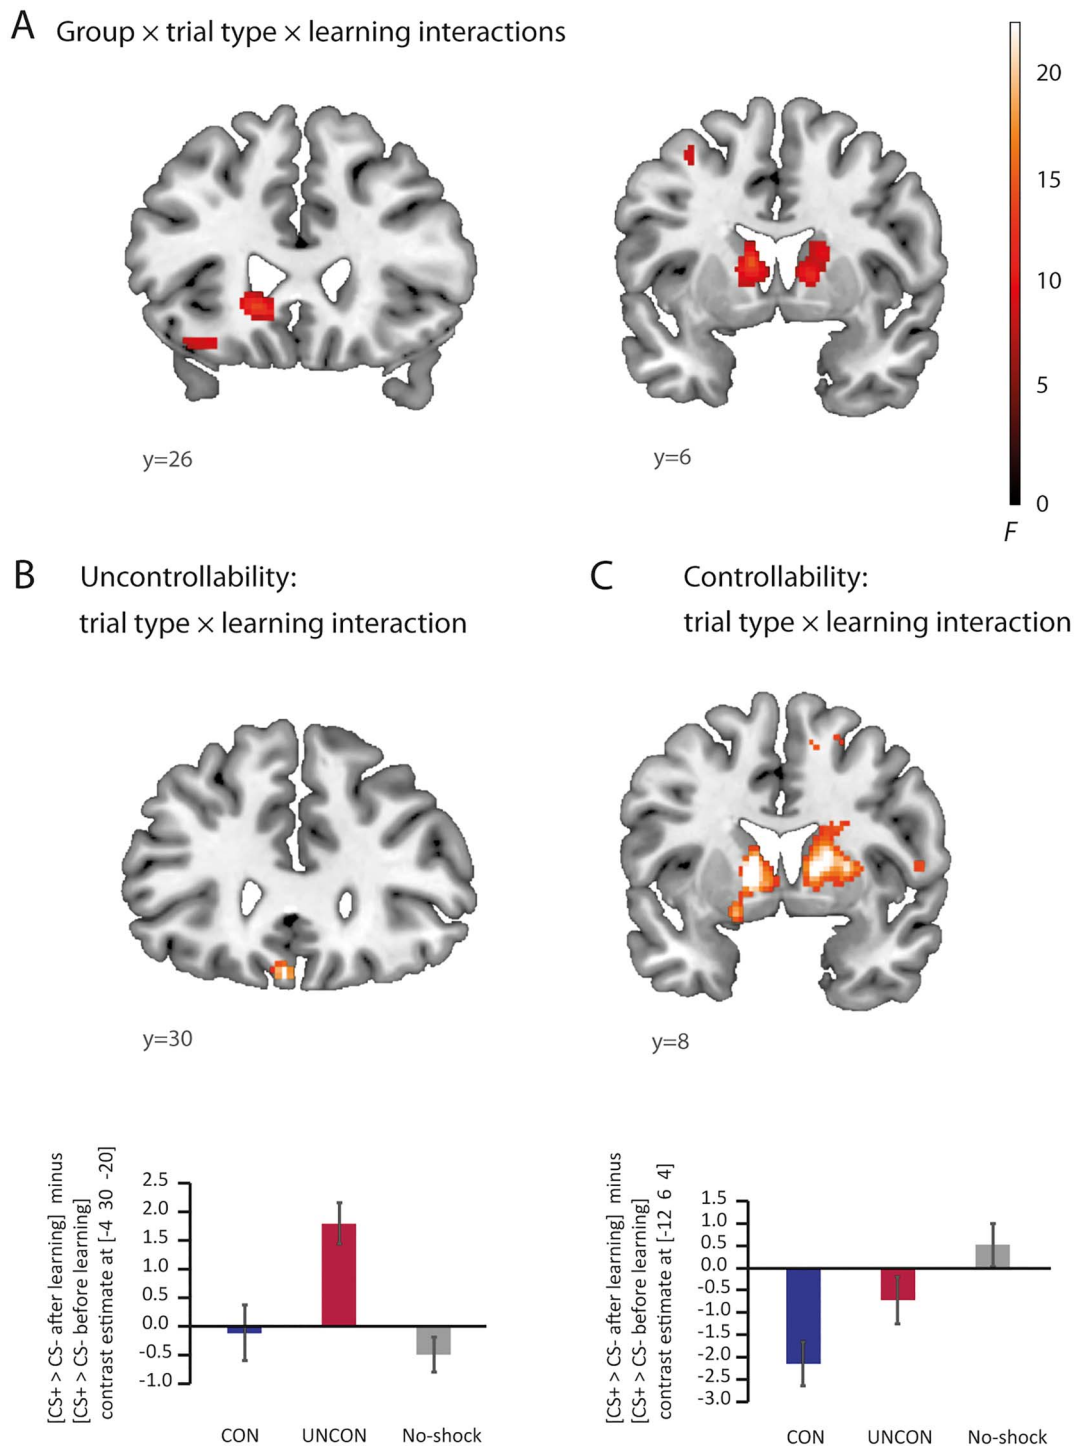 A Group × trial type × learning interactions
20
15
10
5
0
F
y=26
y=6
B Uncontrollability:
trial type × learning interaction
C Controllability:
trial type × learning interaction
y=30
y=8
[CS+ > CS- after learning] minus
[CS+ > CS- before learning]
contrast estimate at [-4 30 -20]
2.5
2.0
1.5
1.0
0.5
0.0
-0.5
-1.0
CON UNCON No-shock
[CS+ > CS- after learning] minus
[CS+ > CS- before learning]
contrast estimate at [-12 6 4]
1.5
1.0
0.5
0.0
-0.5
-1.0
-1.5
-2.0
-2.5
-3.0
CON UNCON No-shock